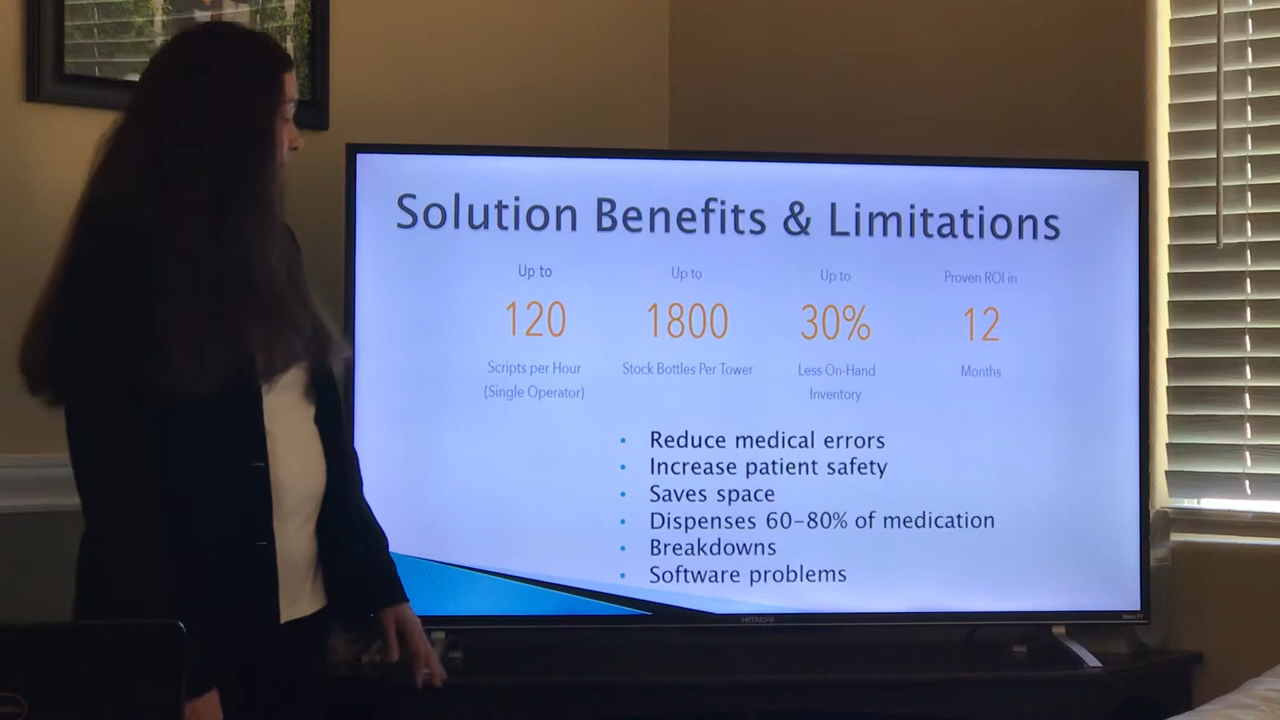 Solution Benefits & Limitations
Up to
120
Scripts per Hour
(Single Operator)
Up to
1800
Stock Bottles Per Tower
Up to
30%
Less On-Hand
Inventory
Proven ROI in
12
Months
• Reduce medical errors
• Increase patient safety
• Saves space
• Dispenses 60-80% of medication
• Breakdowns
• Software problems
HITACHI
Roku TV